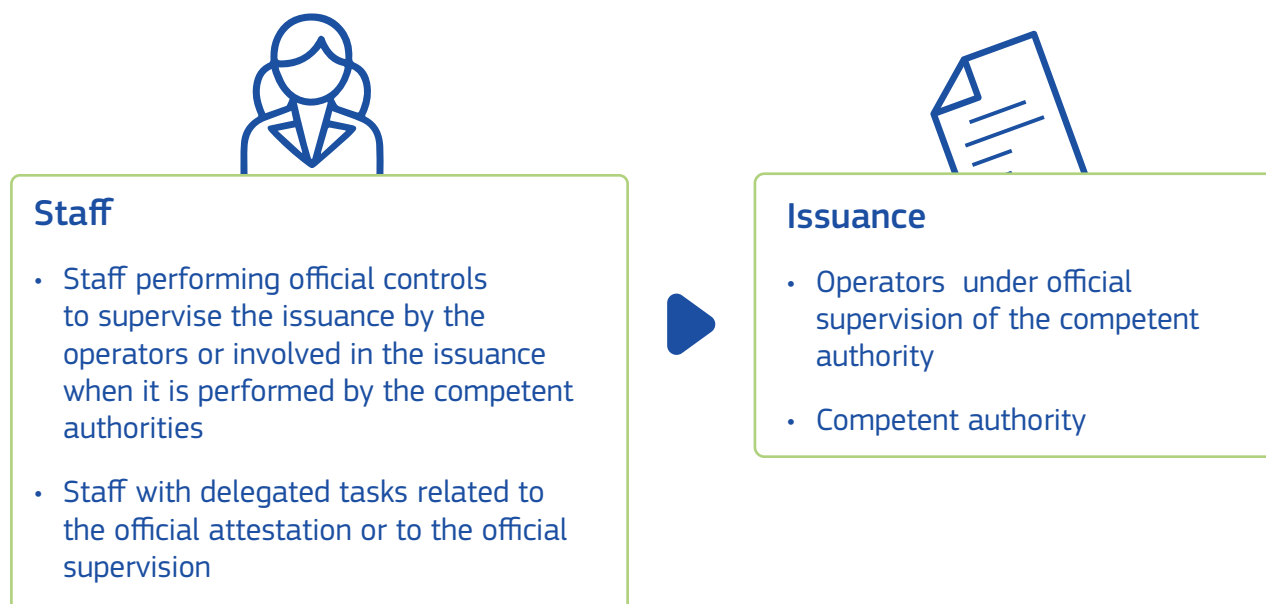 Staff
• Staff performing official controls
to supervise the issuance by the
operators or involved in the issuance
when it is performed by the competent
authorities
• Staff with delegated tasks related to
the official attestation or to the official
supervision
Issuance
• Operators  under official
supervision of the competent
authority
• Competent authority